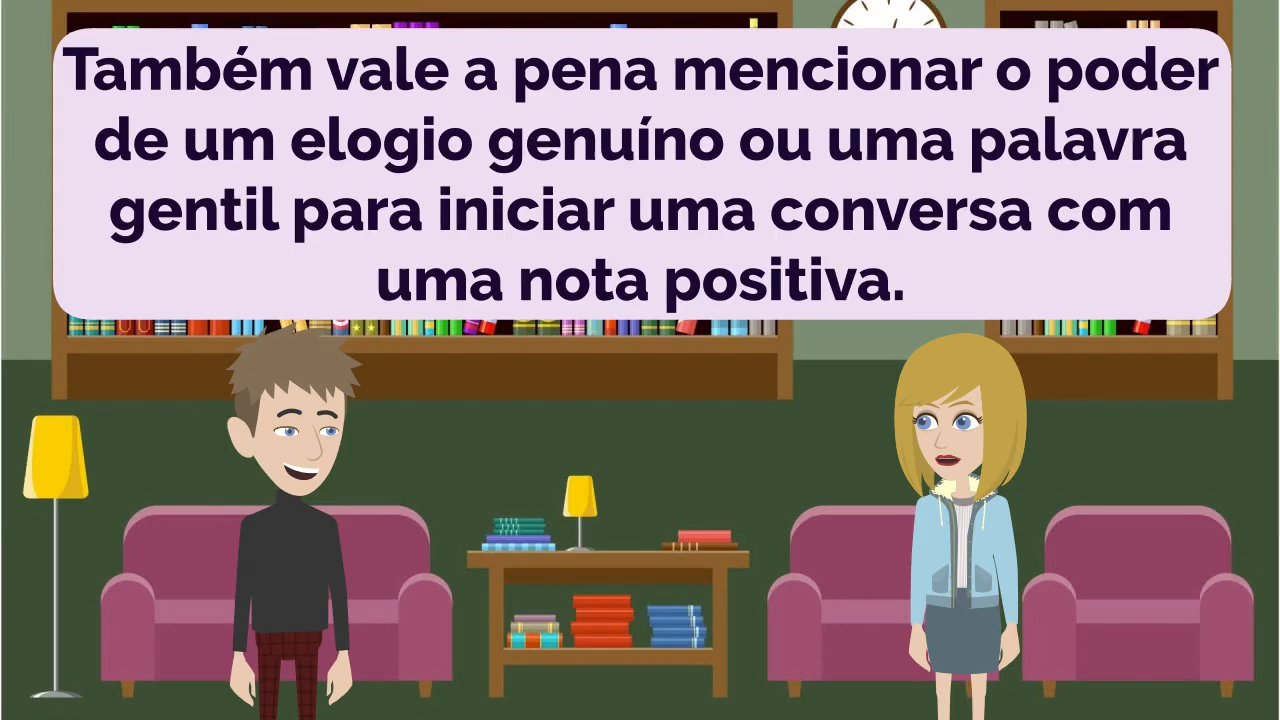 Também vale a pena mencionar o poder
de um elogio genuíno ou uma palavra
gentil para iniciar uma conversa com
uma nota positiva.